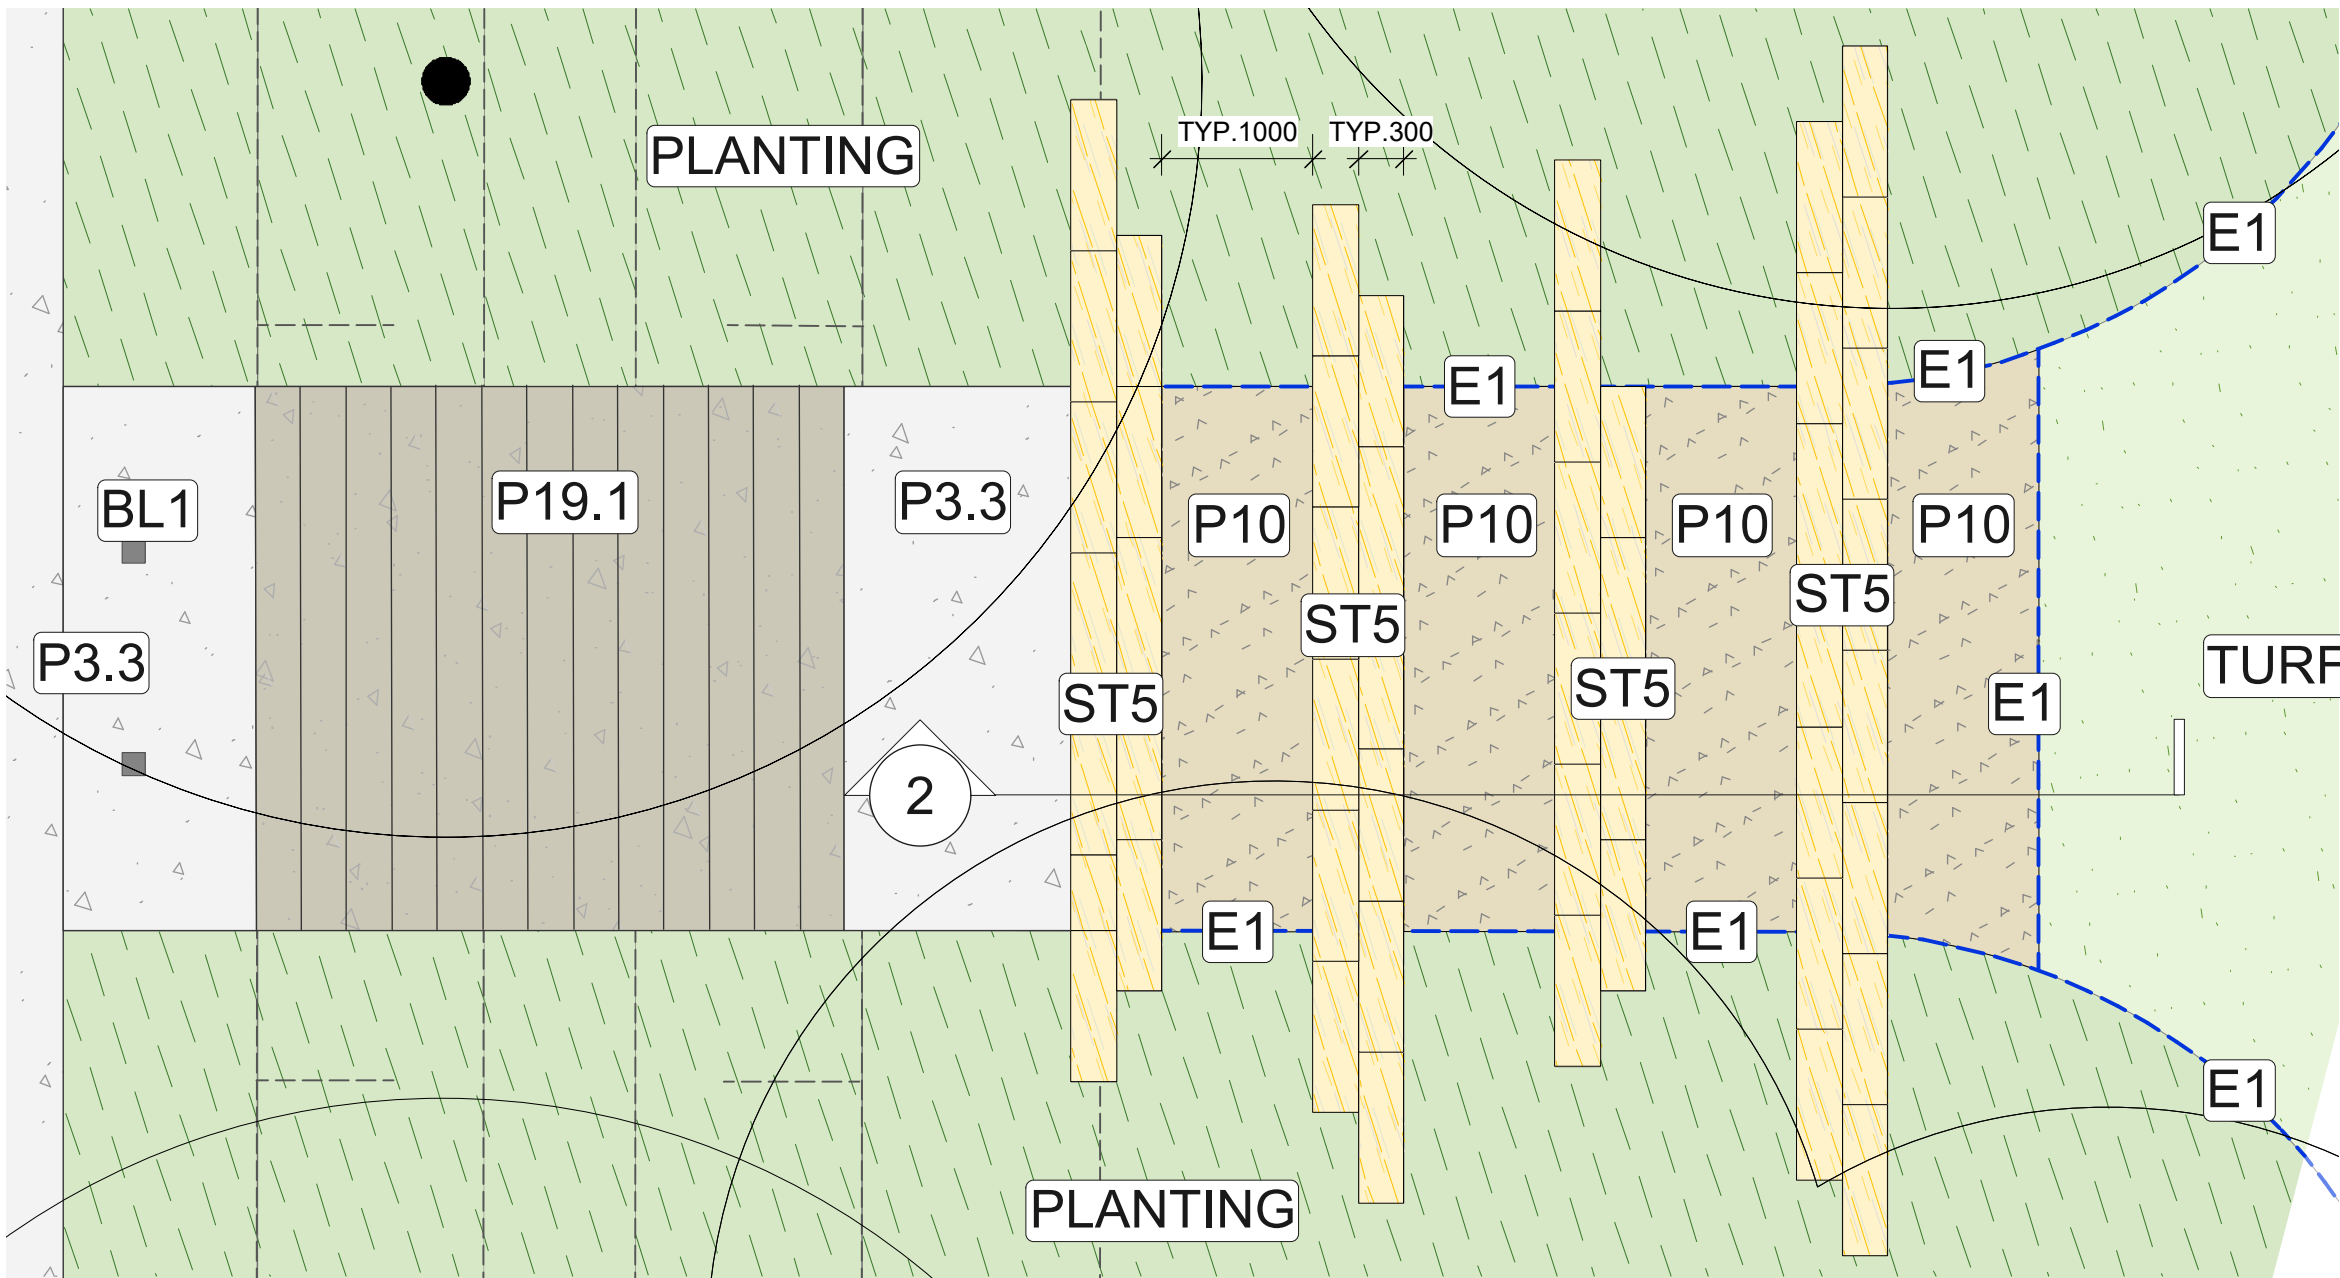 TYP.1000
TYP.300
PLANTING
E1
E1
E1
BL1
P19.1
P3.3
P10
P10
P10
P10
ST5
ST5
P3.3
TURF
ST5
ST5
E1
2
E1
E1
E1
PLANTING